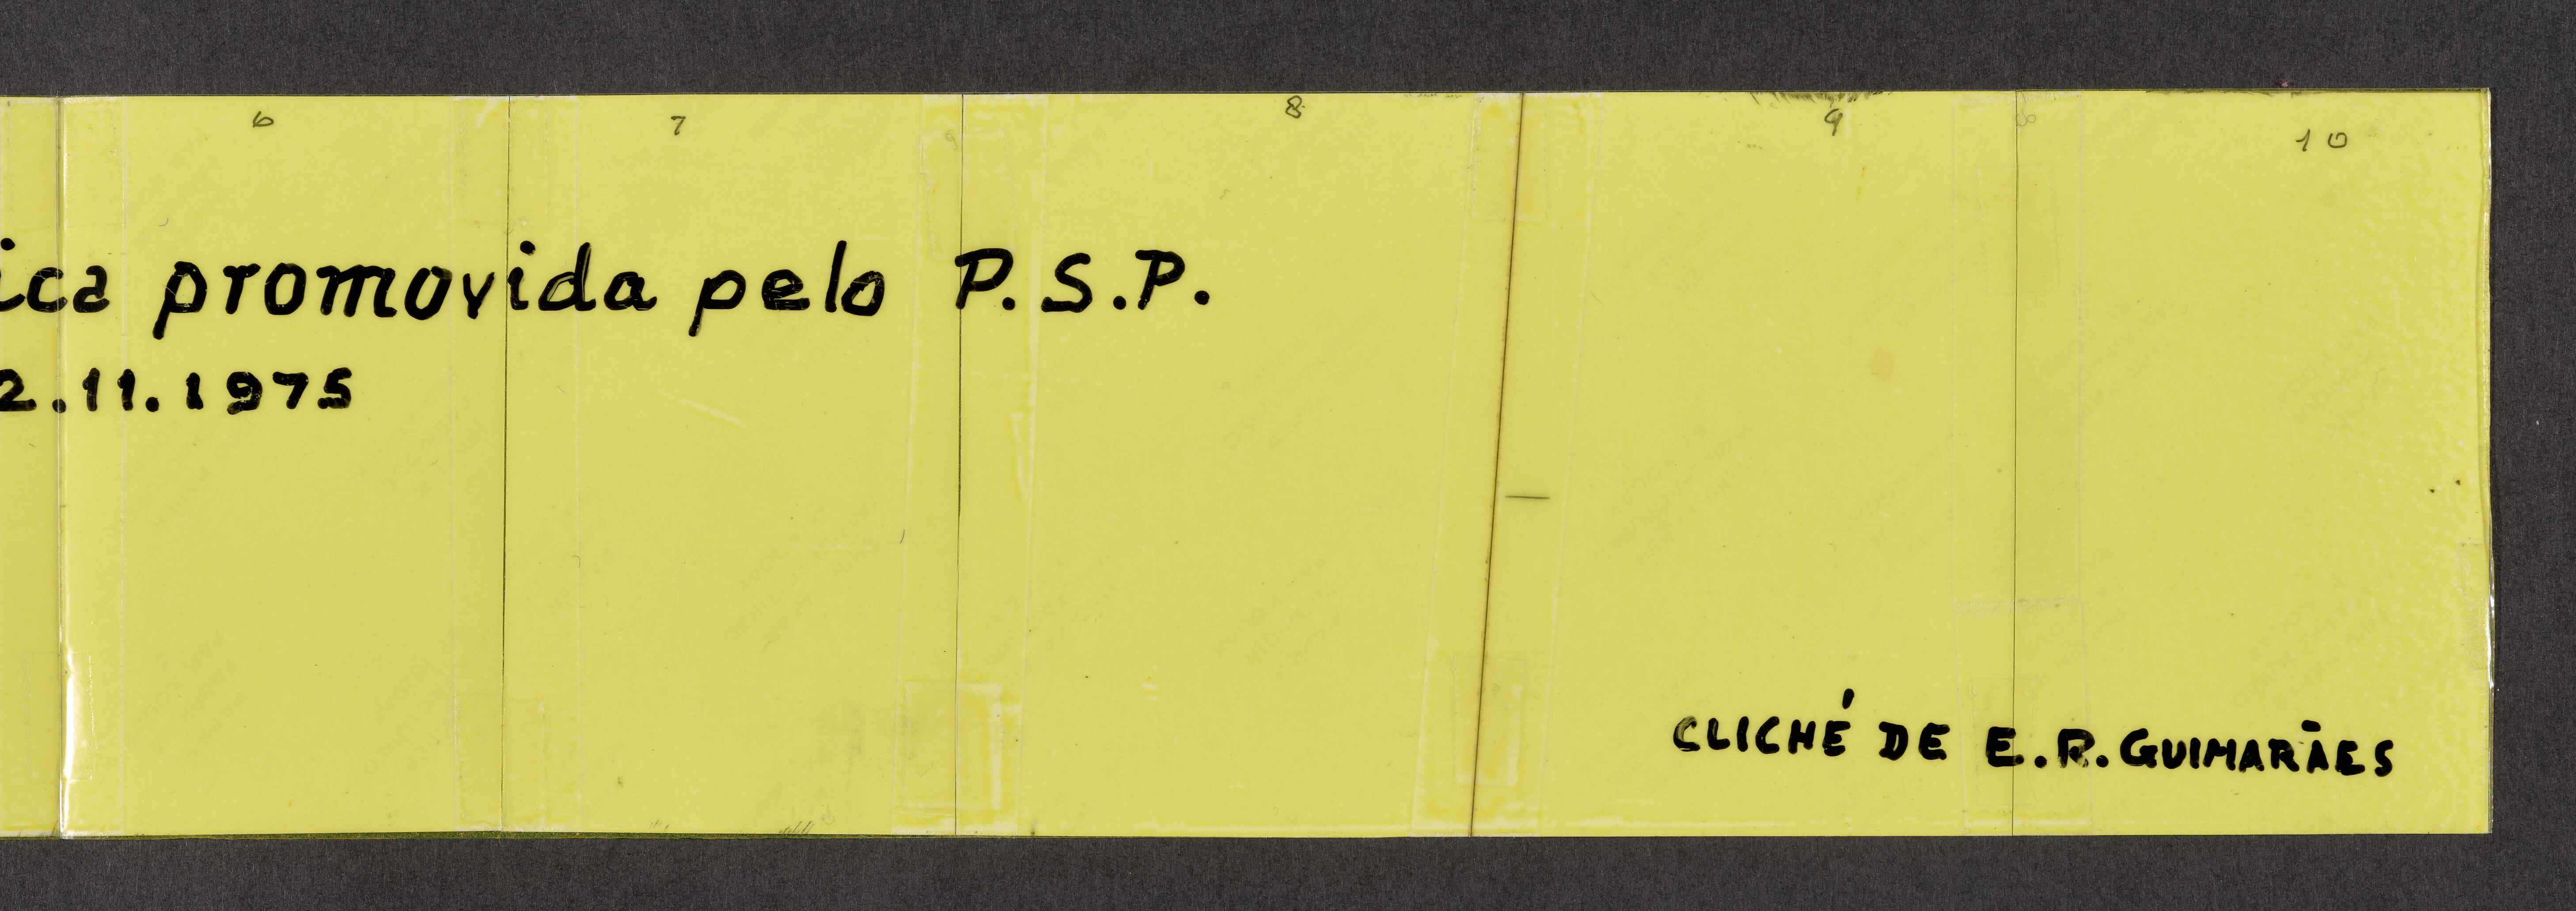 6 7 8 9 10
ica promovida pelo P.S.P.
2.11.1975
CLICHÉ DE E.R.GUIMARÃES